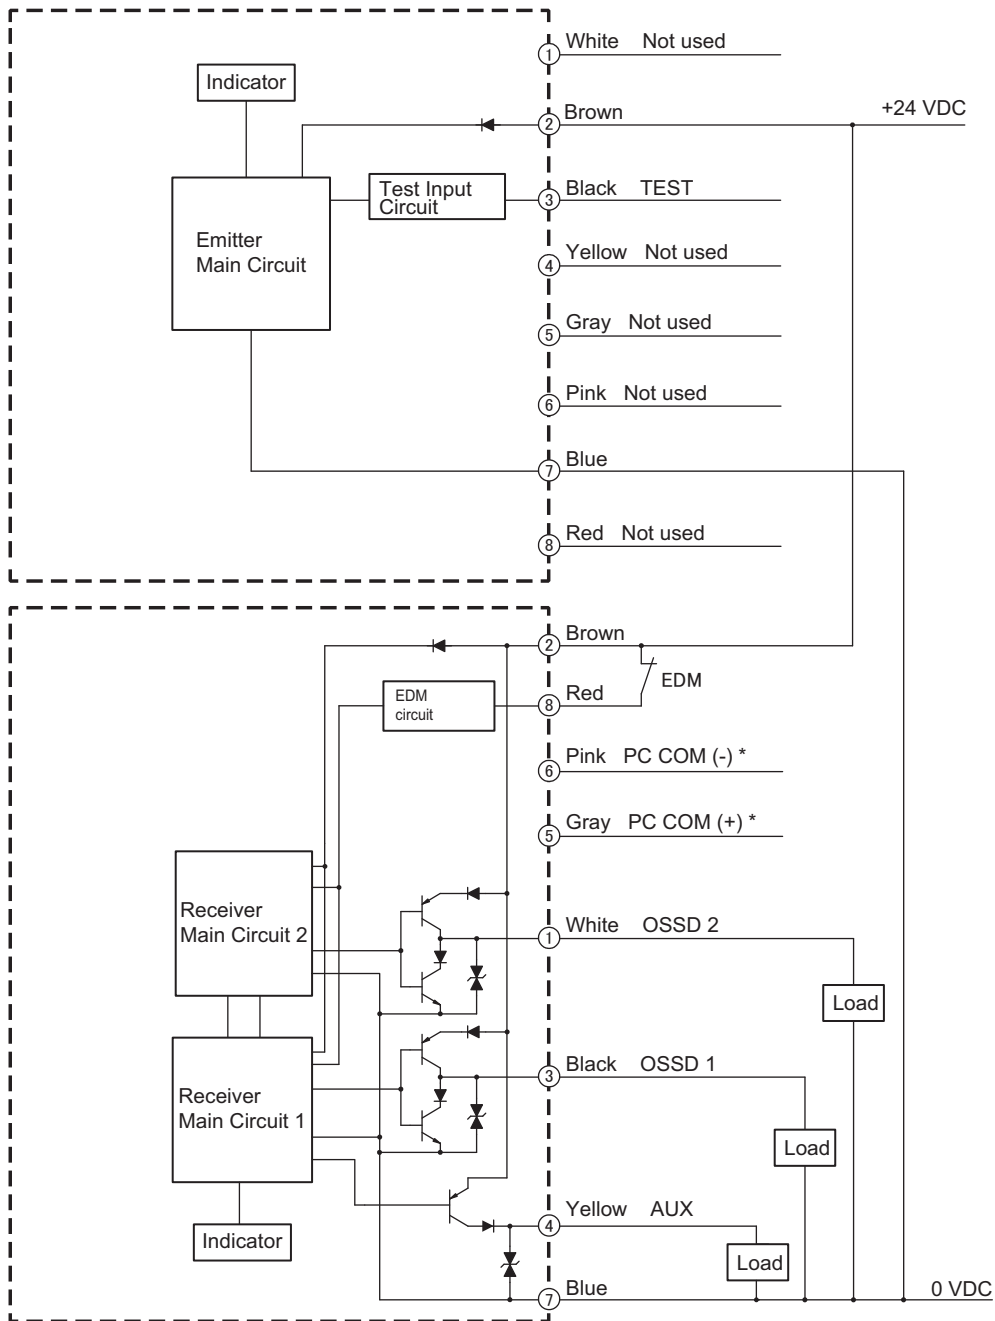 ① White Not used
Indicator
② Brown +24 VDC
Test Input
Circuit
③ Black TEST
Emitter
Main Circuit
④ Yellow Not used
⑤ Gray Not used
⑥ Pink Not used
⑦ Blue
⑧ Red Not used
② Brown
EDM
EDM
circuit
⑧ Red
⑥ Pink PC COM (-) *
⑤ Gray PC COM (+) *
Receiver
Main Circuit 2
① White OSSD 2
Load
Receiver
Main Circuit 1
③ Black OSSD 1
Load
④ Yellow AUX
Indicator
Load
⑦ Blue 0 VDC